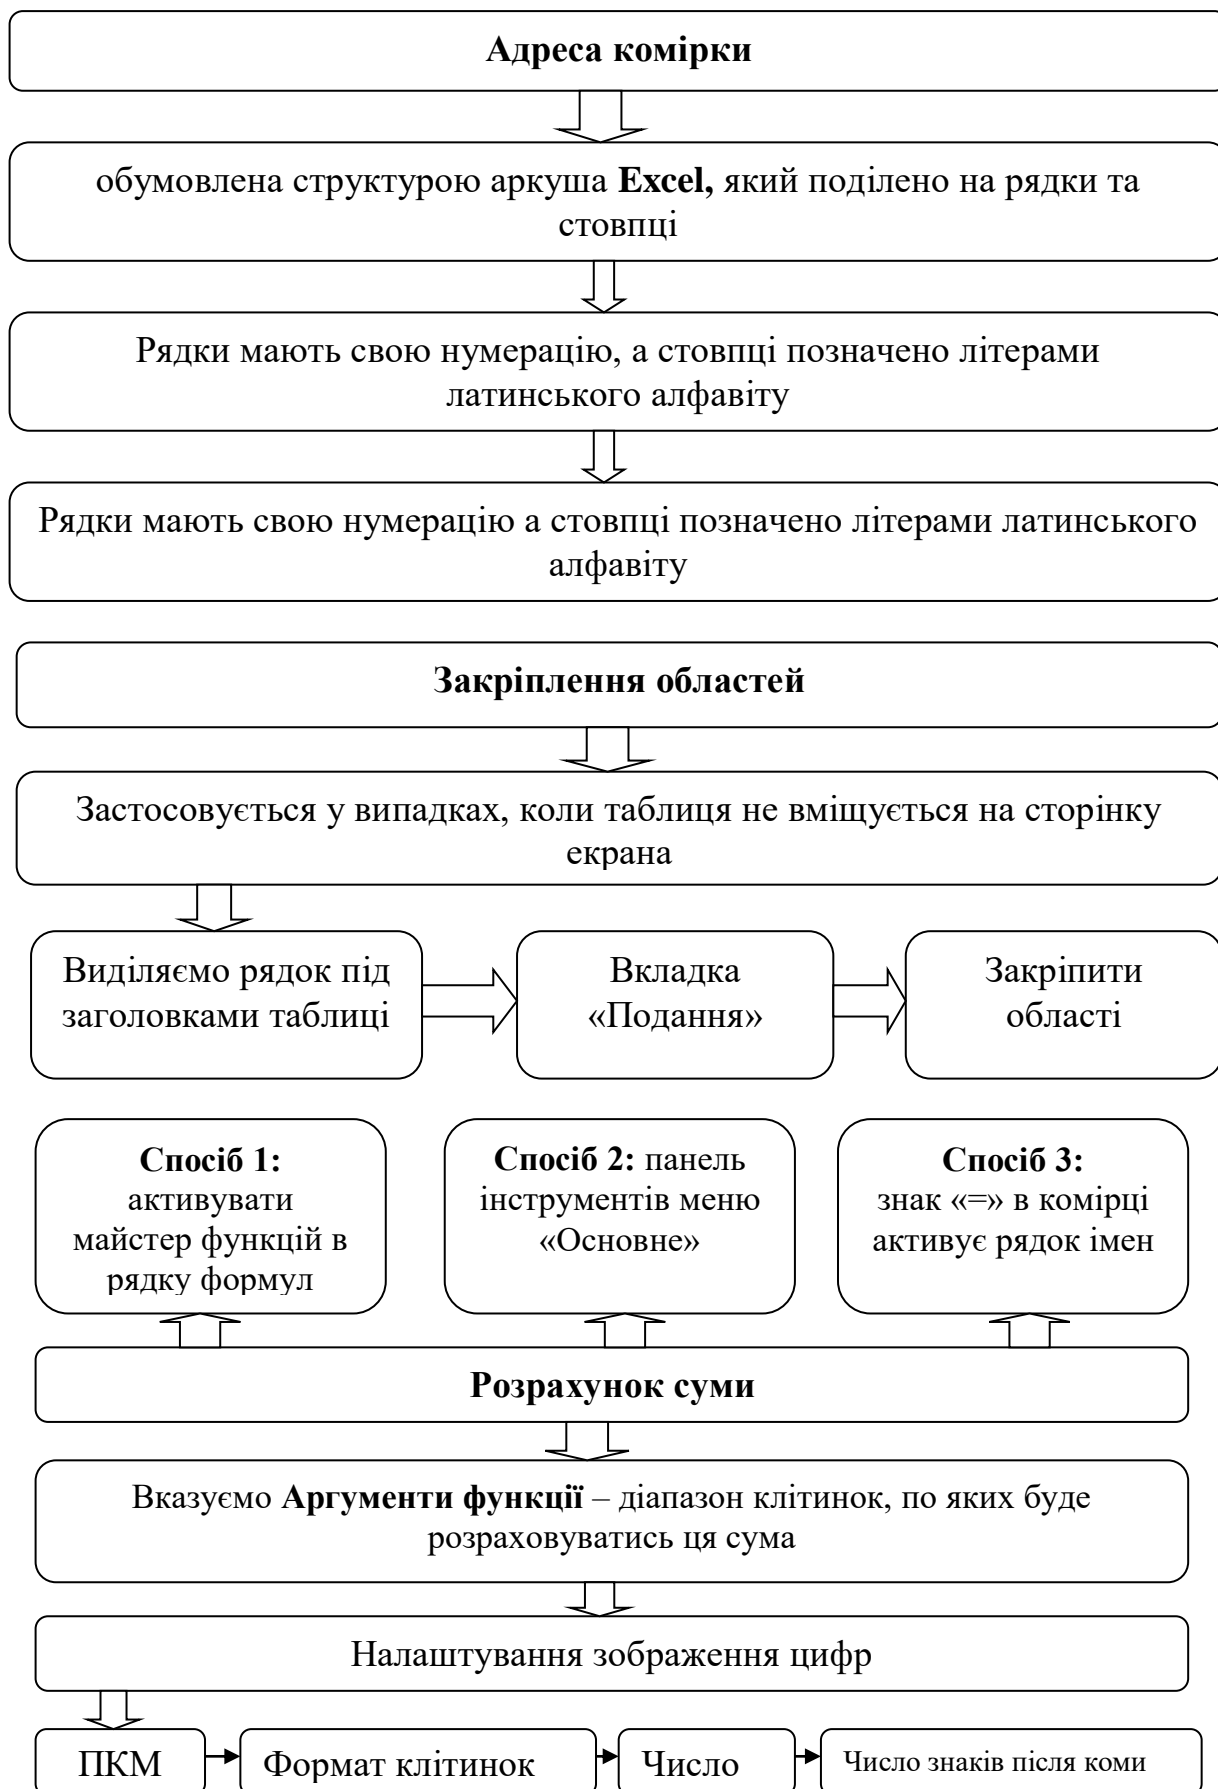 Адреса комірки
обумовлена структурою аркуша Excel, який поділено на рядки та
стовпці
Рядки мають свою нумерацію, а стовпці позначено літерами
латинського алфавіту
Рядки мають свою нумерацію а стовпці позначено літерами латинського
алфавіту
Закріплення областей
Застосовується у випадках, коли таблиця не вміщується на сторінку
екрана
Виділяємо рядок під
заголовками таблиці
Вкладка
«Подання»
Закріпити
області
Спосіб 1:
активувати
майстер функцій в
рядку формул
Спосіб 2: панель
інструментів меню
«Основне»
Спосіб 3:
знак «=» в комірці
активує рядок імен
Розрахунок суми
Вказуємо Аргументи функції – діапазон клітинок, по яких буде
розраховуватись ця сума
Налаштування зображення цифр
ПКМ
Формат клітинок
Число
Число знаків після коми